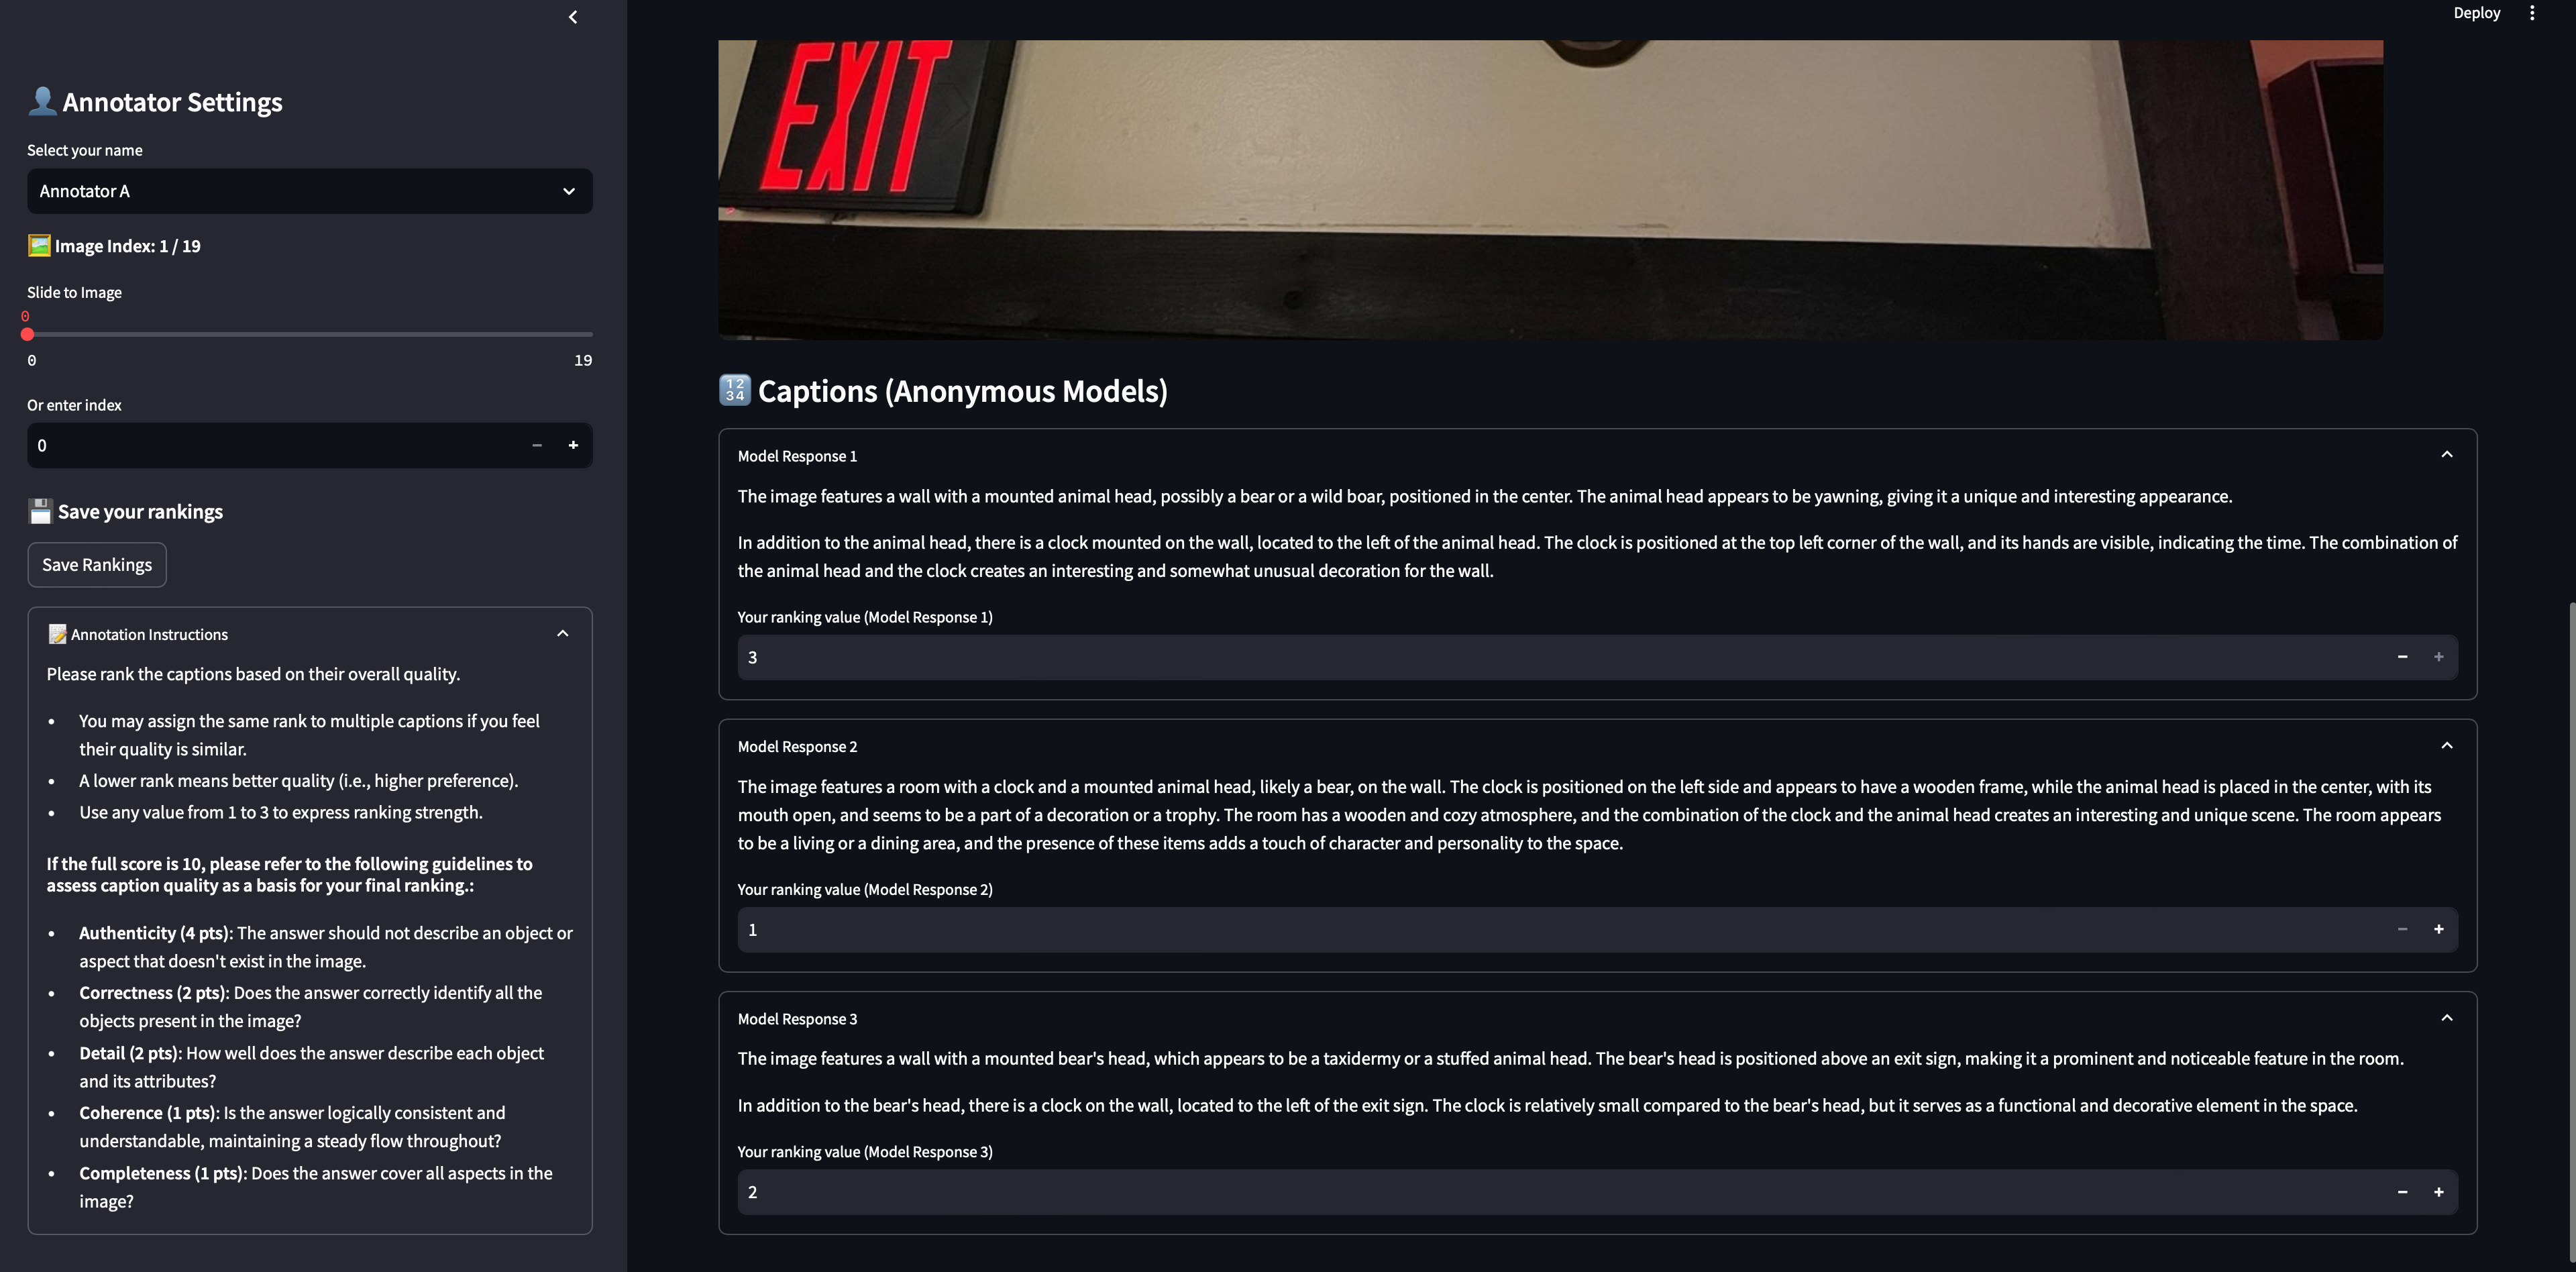 Deploy
👤 Annotator Settings
Select your name
Annotator A
🖼️ Image Index: 1 / 19
Slide to Image
0
0
19
Or enter index
0
💾 Save your rankings
Save Rankings
📝 Annotation Instructions
Please rank the captions based on their overall quality.
• You may assign the same rank to multiple captions if you feel
their quality is similar.
• A lower rank means better quality (i.e., higher preference).
• Use any value from 1 to 3 to express ranking strength.
If the full score is 10, please refer to the following guidelines to
assess caption quality as a basis for your final ranking.:
• Authenticity (4 pts): The answer should not describe an object or
aspect that doesn't exist in the image.
• Correctness (2 pts): Does the answer correctly identify all the
objects present in the image?
• Detail (2 pts): How well does the answer describe each object
and its attributes?
• Coherence (1 pts): Is the answer logically consistent and
understandable, maintaining a steady flow throughout?
• Completeness (1 pts): Does the answer cover all aspects in the
image?
EXIT
🔢 Captions (Anonymous Models)
Model Response 1
The image features a wall with a mounted animal head, possibly a bear or a wild boar, positioned in the center. The animal head appears to be yawning, giving it a unique and interesting appearance.
In addition to the animal head, there is a clock mounted on the wall, located to the left of the animal head. The clock is positioned at the top left corner of the wall, and its hands are visible, indicating the time. The combination of
the animal head and the clock creates an interesting and somewhat unusual decoration for the wall.
Your ranking value (Model Response 1)
3
Model Response 2
The image features a room with a clock and a mounted animal head, likely a bear, on the wall. The clock is positioned on the left side and appears to have a wooden frame, while the animal head is placed in the center, with its
mouth open, and seems to be a part of a decoration or a trophy. The room has a wooden and cozy atmosphere, and the combination of the clock and the animal head creates an interesting and unique scene. The room appears
to be a living or a dining area, and the presence of these items adds a touch of character and personality to the space.
Your ranking value (Model Response 2)
1
Model Response 3
The image features a wall with a mounted bear's head, which appears to be a taxidermy or a stuffed animal head. The bear's head is positioned above an exit sign, making it a prominent and noticeable feature in the room.
In addition to the bear's head, there is a clock on the wall, located to the left of the exit sign. The clock is relatively small compared to the bear's head, but it serves as a functional and decorative element in the space.
Your ranking value (Model Response 3)
2